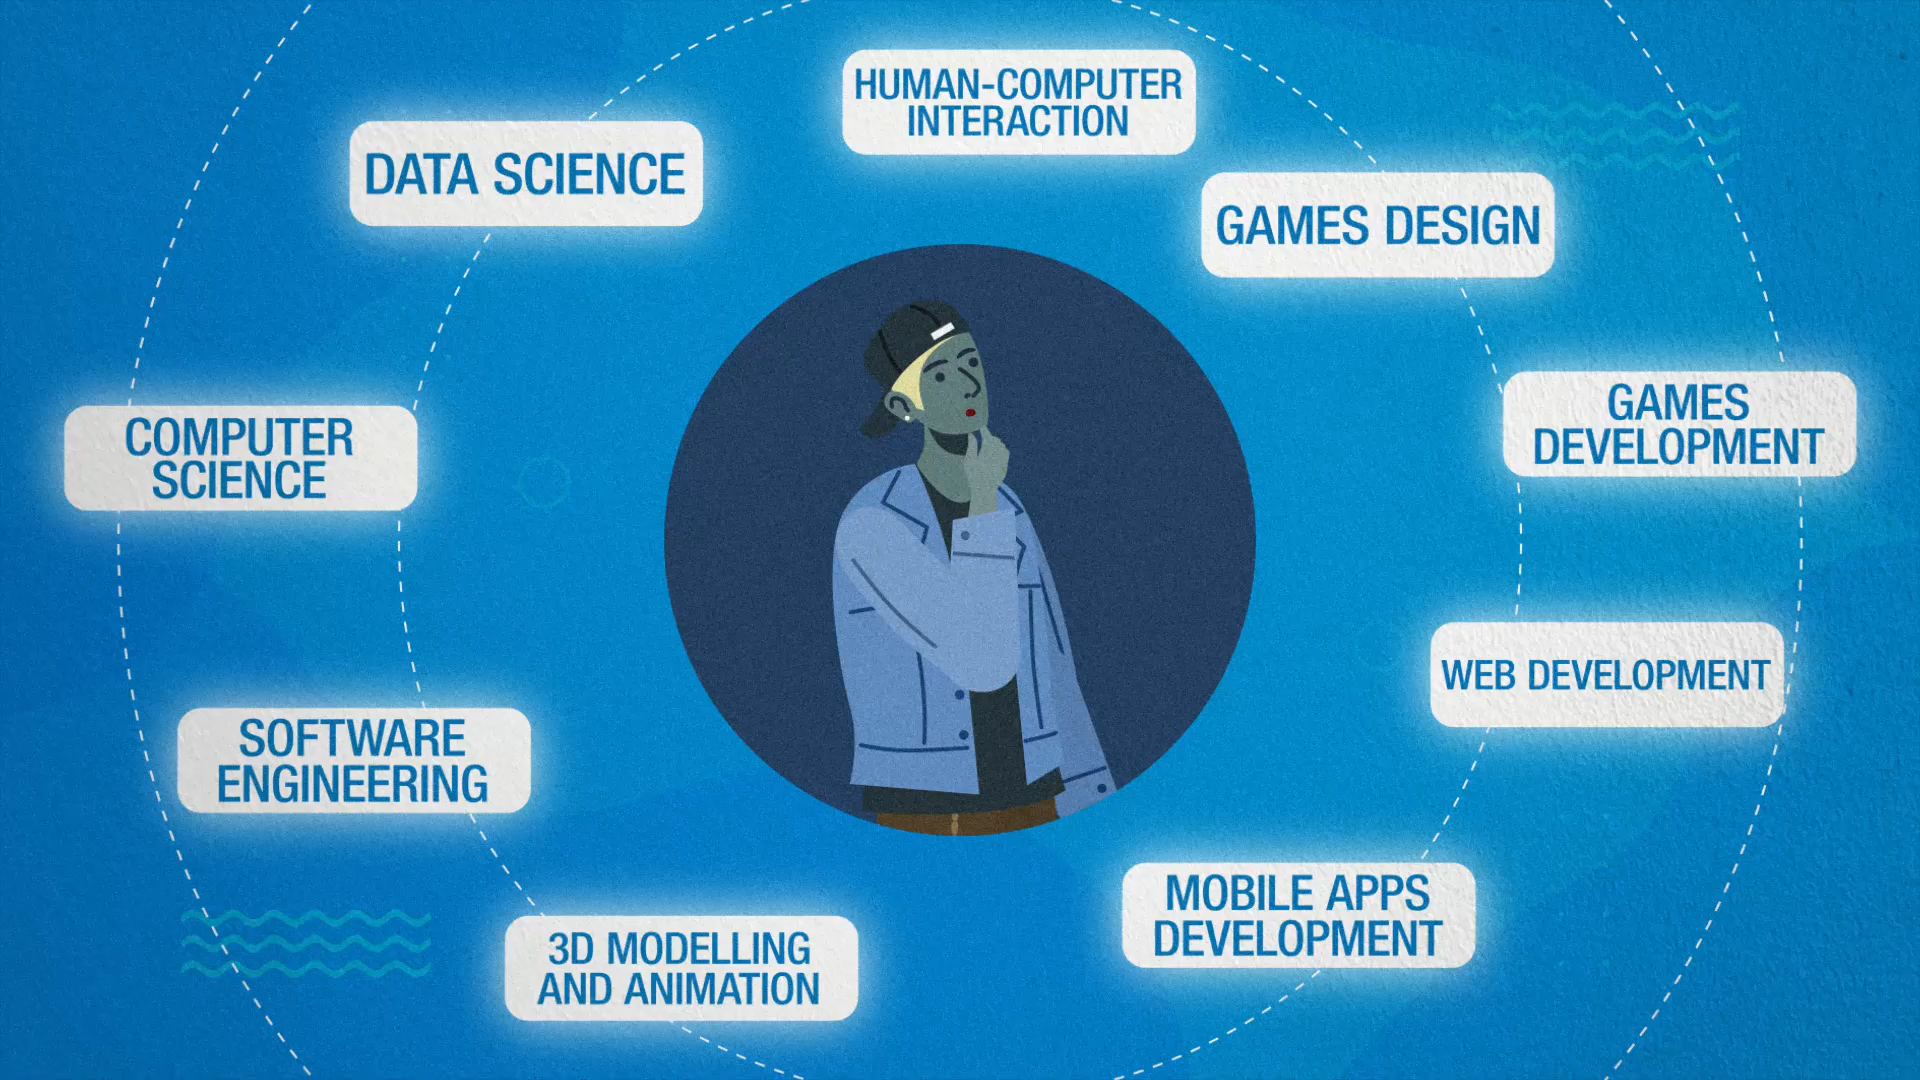 HUMAN-COMPUTER
INTERACTION
DATA SCIENCE
GAMES DESIGN
COMPUTER
SCIENCE
GAMES
DEVELOPMENT
WEB DEVELOPMENT
SOFTWARE
ENGINEERING
MOBILE APPS
DEVELOPMENT
3D MODELLING
AND ANIMATION